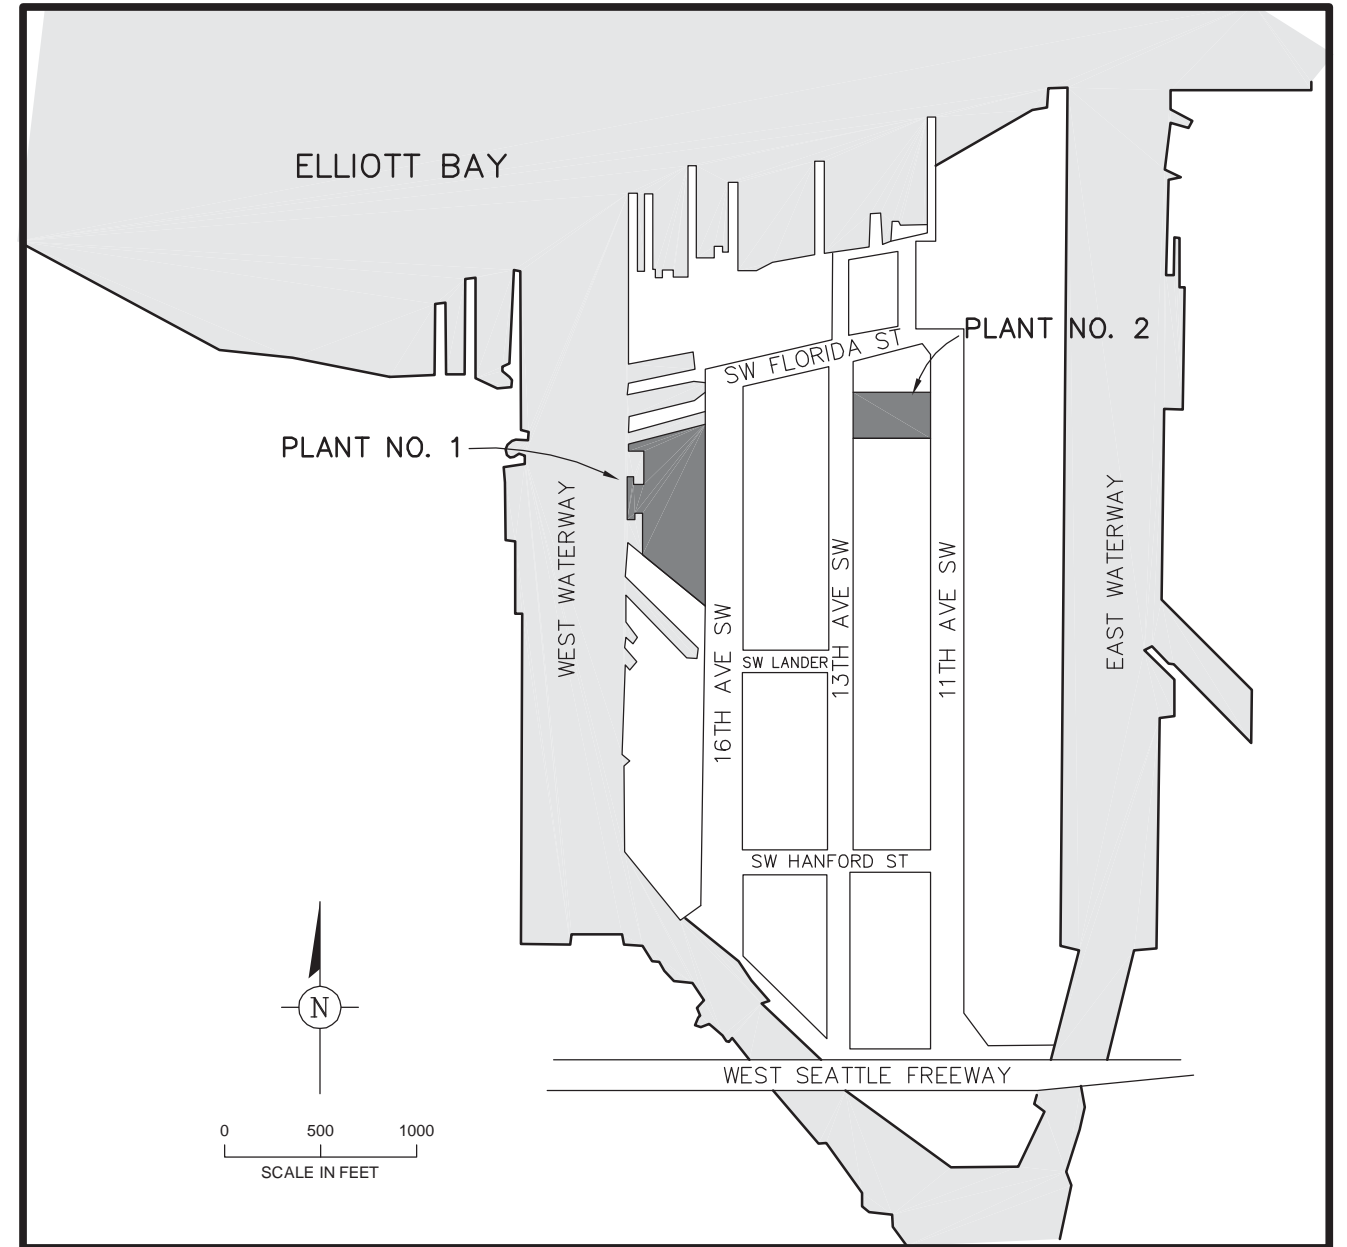 ELLIOTT BAY
PLANT NO. 2
SW FLORIDA ST
PLANT NO. 1
WEST WATERWAY
EAST WATERWAY
13TH AVE SW
11TH AVE SW
16TH AVE SW
SW LANDER
SW HANFORD ST
N
WEST SEATTLE FREEWAY
0 500 1000
SCALE IN FEET